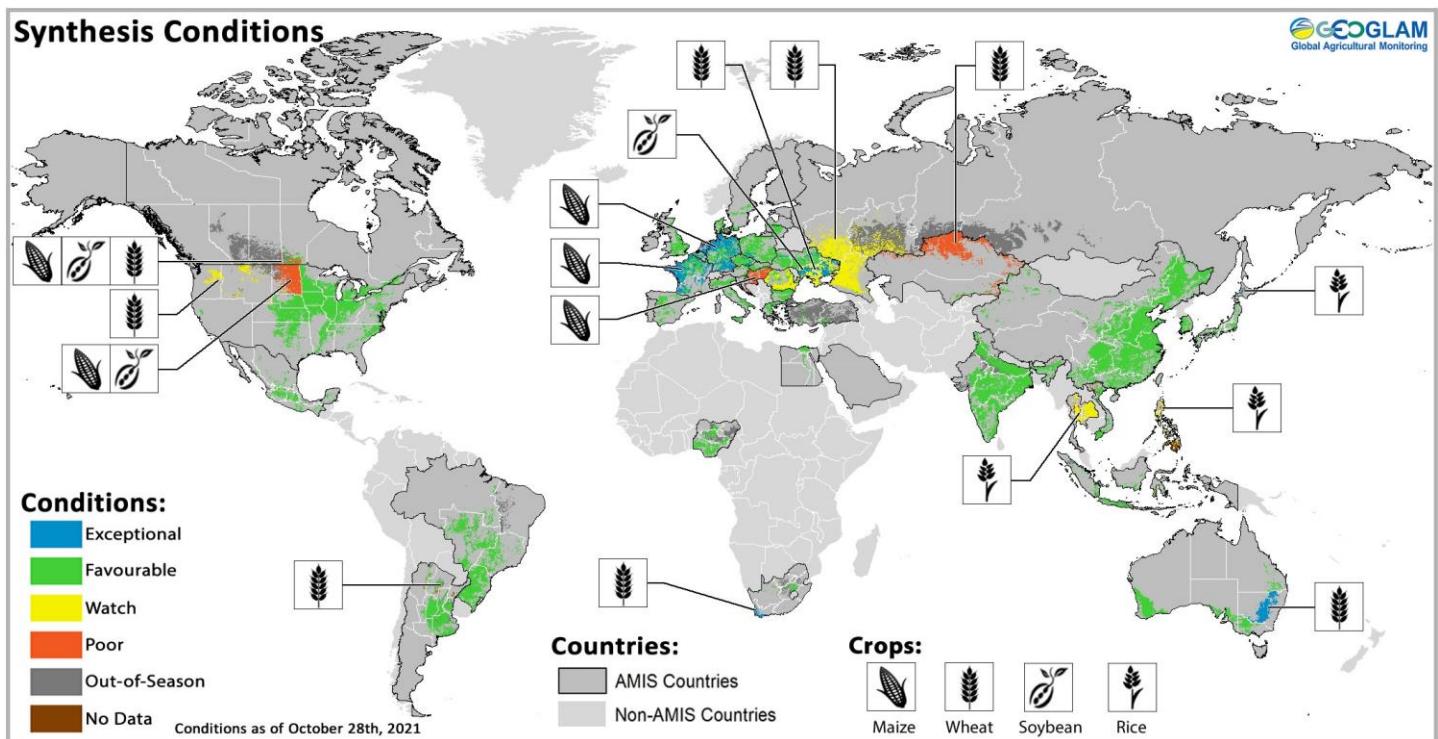 Synthesis Conditions
GEOGLAM
Global Agricultural Monitoring
Conditions:
Exceptional
Favourable
Watch
Poor
Out-of-Season
No Data
Conditions as of October 28th, 2021
Countries:
AMIS Countries
Non-AMIS Countries
Crops:
Maize
Wheat
Soybean
Rice